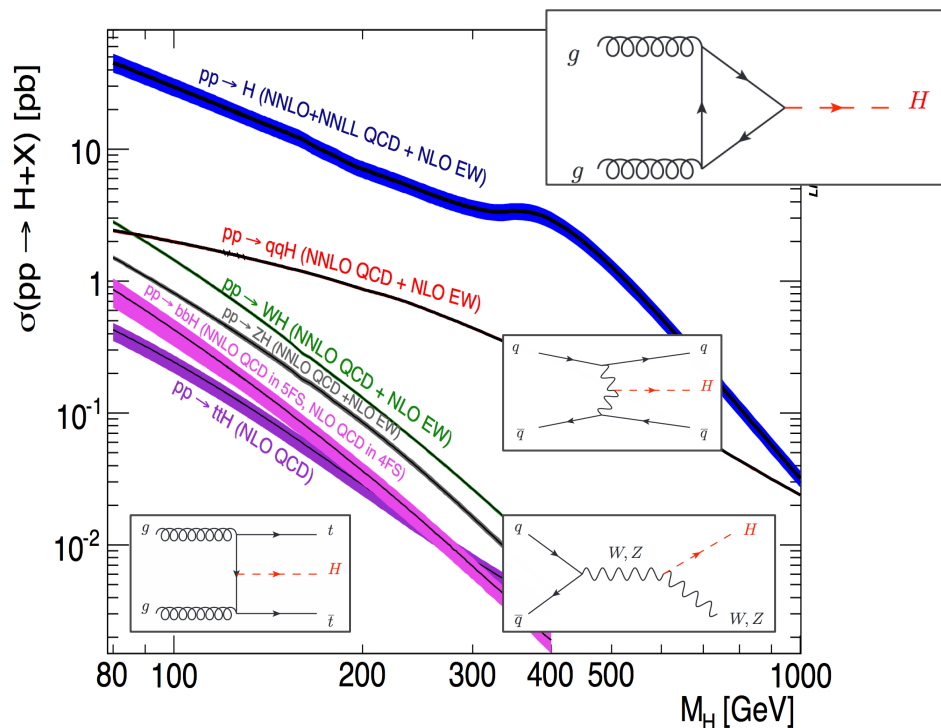 σ(pp → H+X) [pb]
10
1
10⁻¹
10⁻²
pp → H (NNLO+NNLL QCD + NLO EW)
pp → qqH (NNLO QCD + NLO EW)
pp → WH (NNLO QCD + NLO EW)
pp → ZH (NNLO QCD +NLO EW)
pp → bbH (NNLO QCD in 5FS, NLO QCD in 4FS)
pp → ttH (NLO QCD)
g
g
H
q
q
H
q̅
q̅
g
t
H
g
t̅
q
W, Z
H
q̅
W, Z
80
100
200
300
400
500
1000
M_H [GeV]